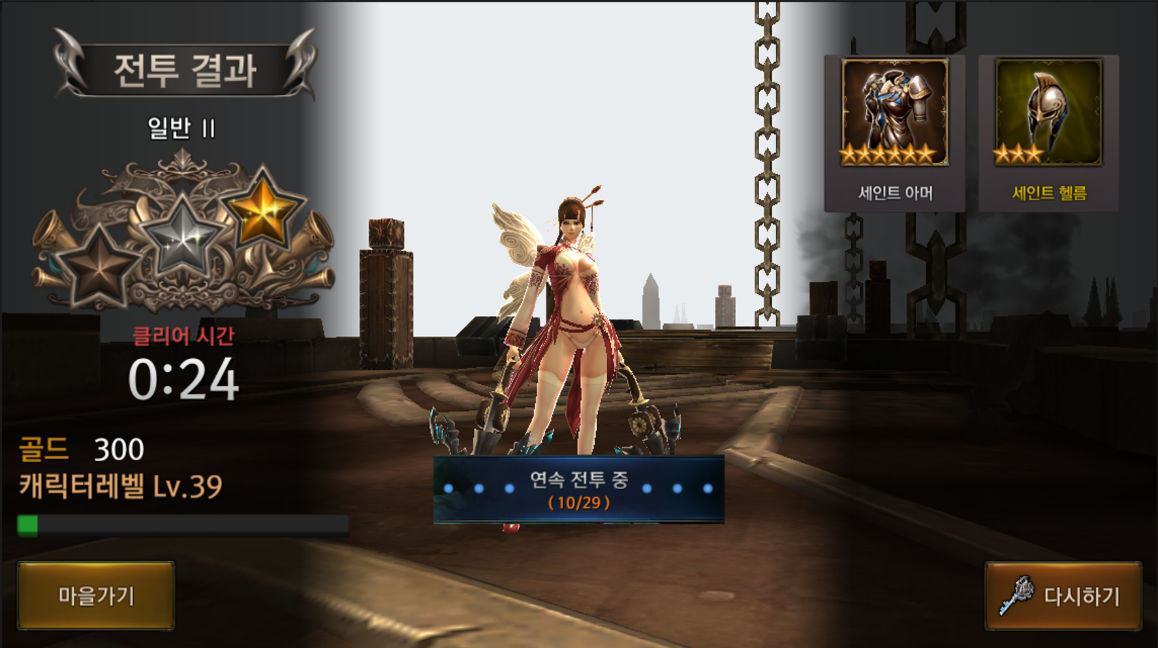 전투 결과
일반 II
클리어 시간
0:24
골드 300
캐릭터레벨 Lv.39
마을가기
세인트 아머
세인트 헬름
연속 전투 중
( 10/29 )
다시하기